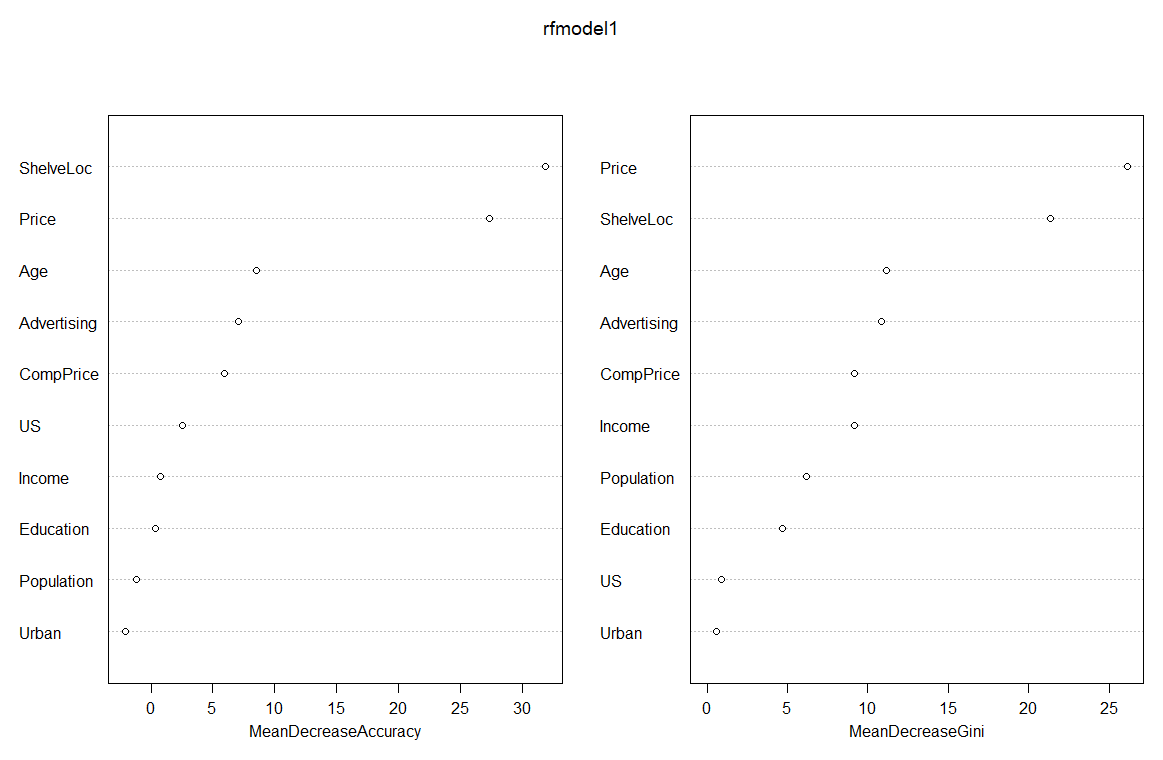 rfmodel1
ShelveLoc
Price
Age
Advertising
CompPrice
US
Income
Education
Population
Urban
0 5 10 15 20 25 30
MeanDecreaseAccuracy
Price
ShelveLoc
Age
Advertising
CompPrice
Income
Population
Education
US
Urban
0 5 10 15 20 25
MeanDecreaseGini